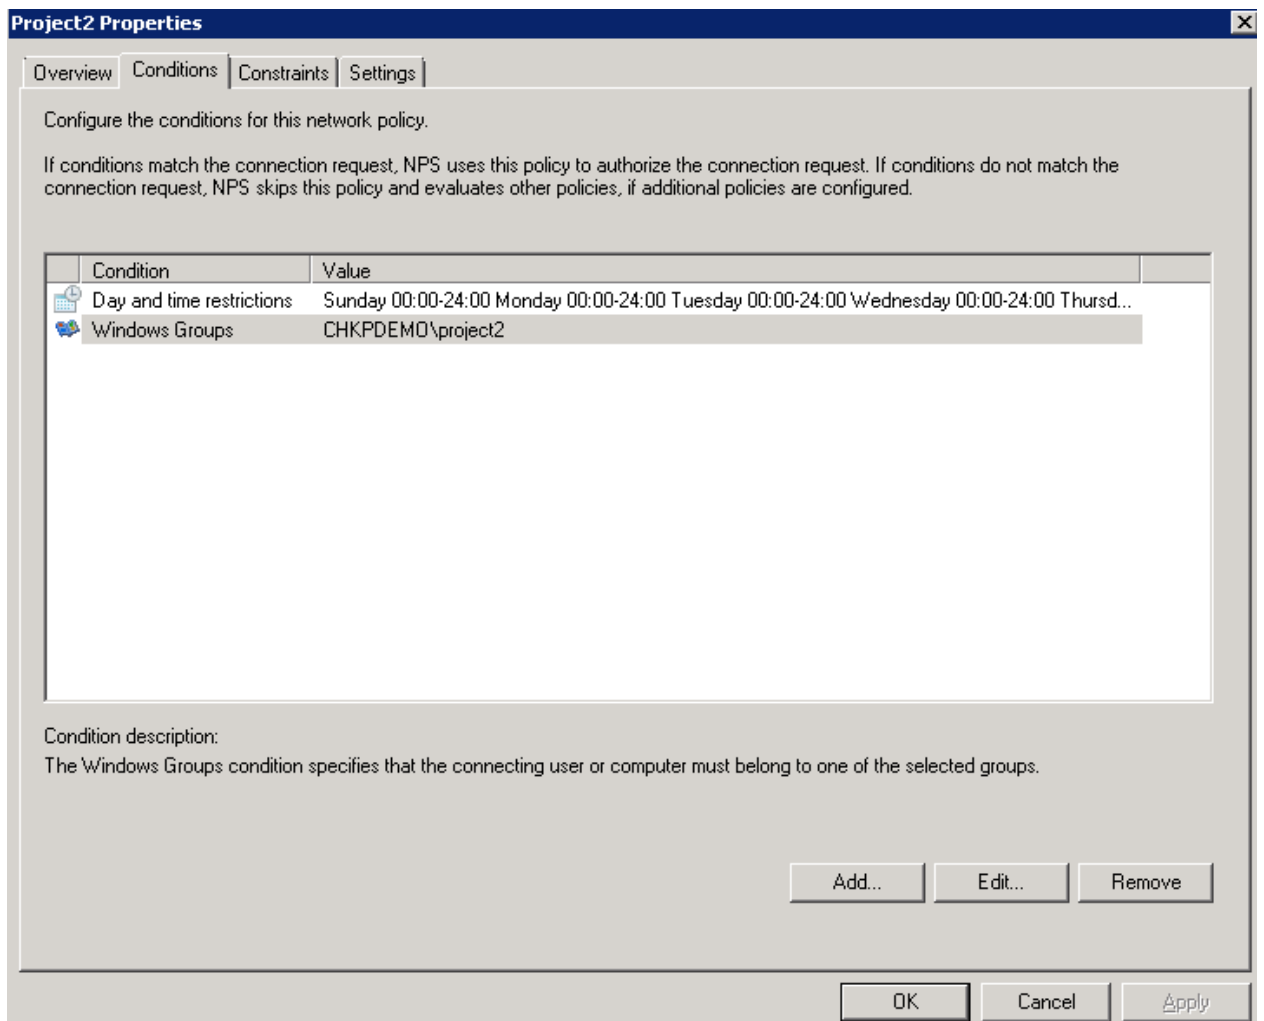 Project2 Properties
Overview Conditions Constraints Settings
Configure the conditions for this network policy.
If conditions match the connection request, NPS uses this policy to authorize the connection request. If conditions do not match the
connection request, NPS skips this policy and evaluates other policies, if additional policies are configured.
Condition Value
Day and time restrictions Sunday 00:00-24:00 Monday 00:00-24:00 Tuesday 00:00-24:00 Wednesday 00:00-24:00 Thursd...
Windows Groups CHKPDEMO\project2
Condition description:
The Windows Groups condition specifies that the connecting user or computer must belong to one of the selected groups.
Add... Edit... Remove
OK Cancel Apply